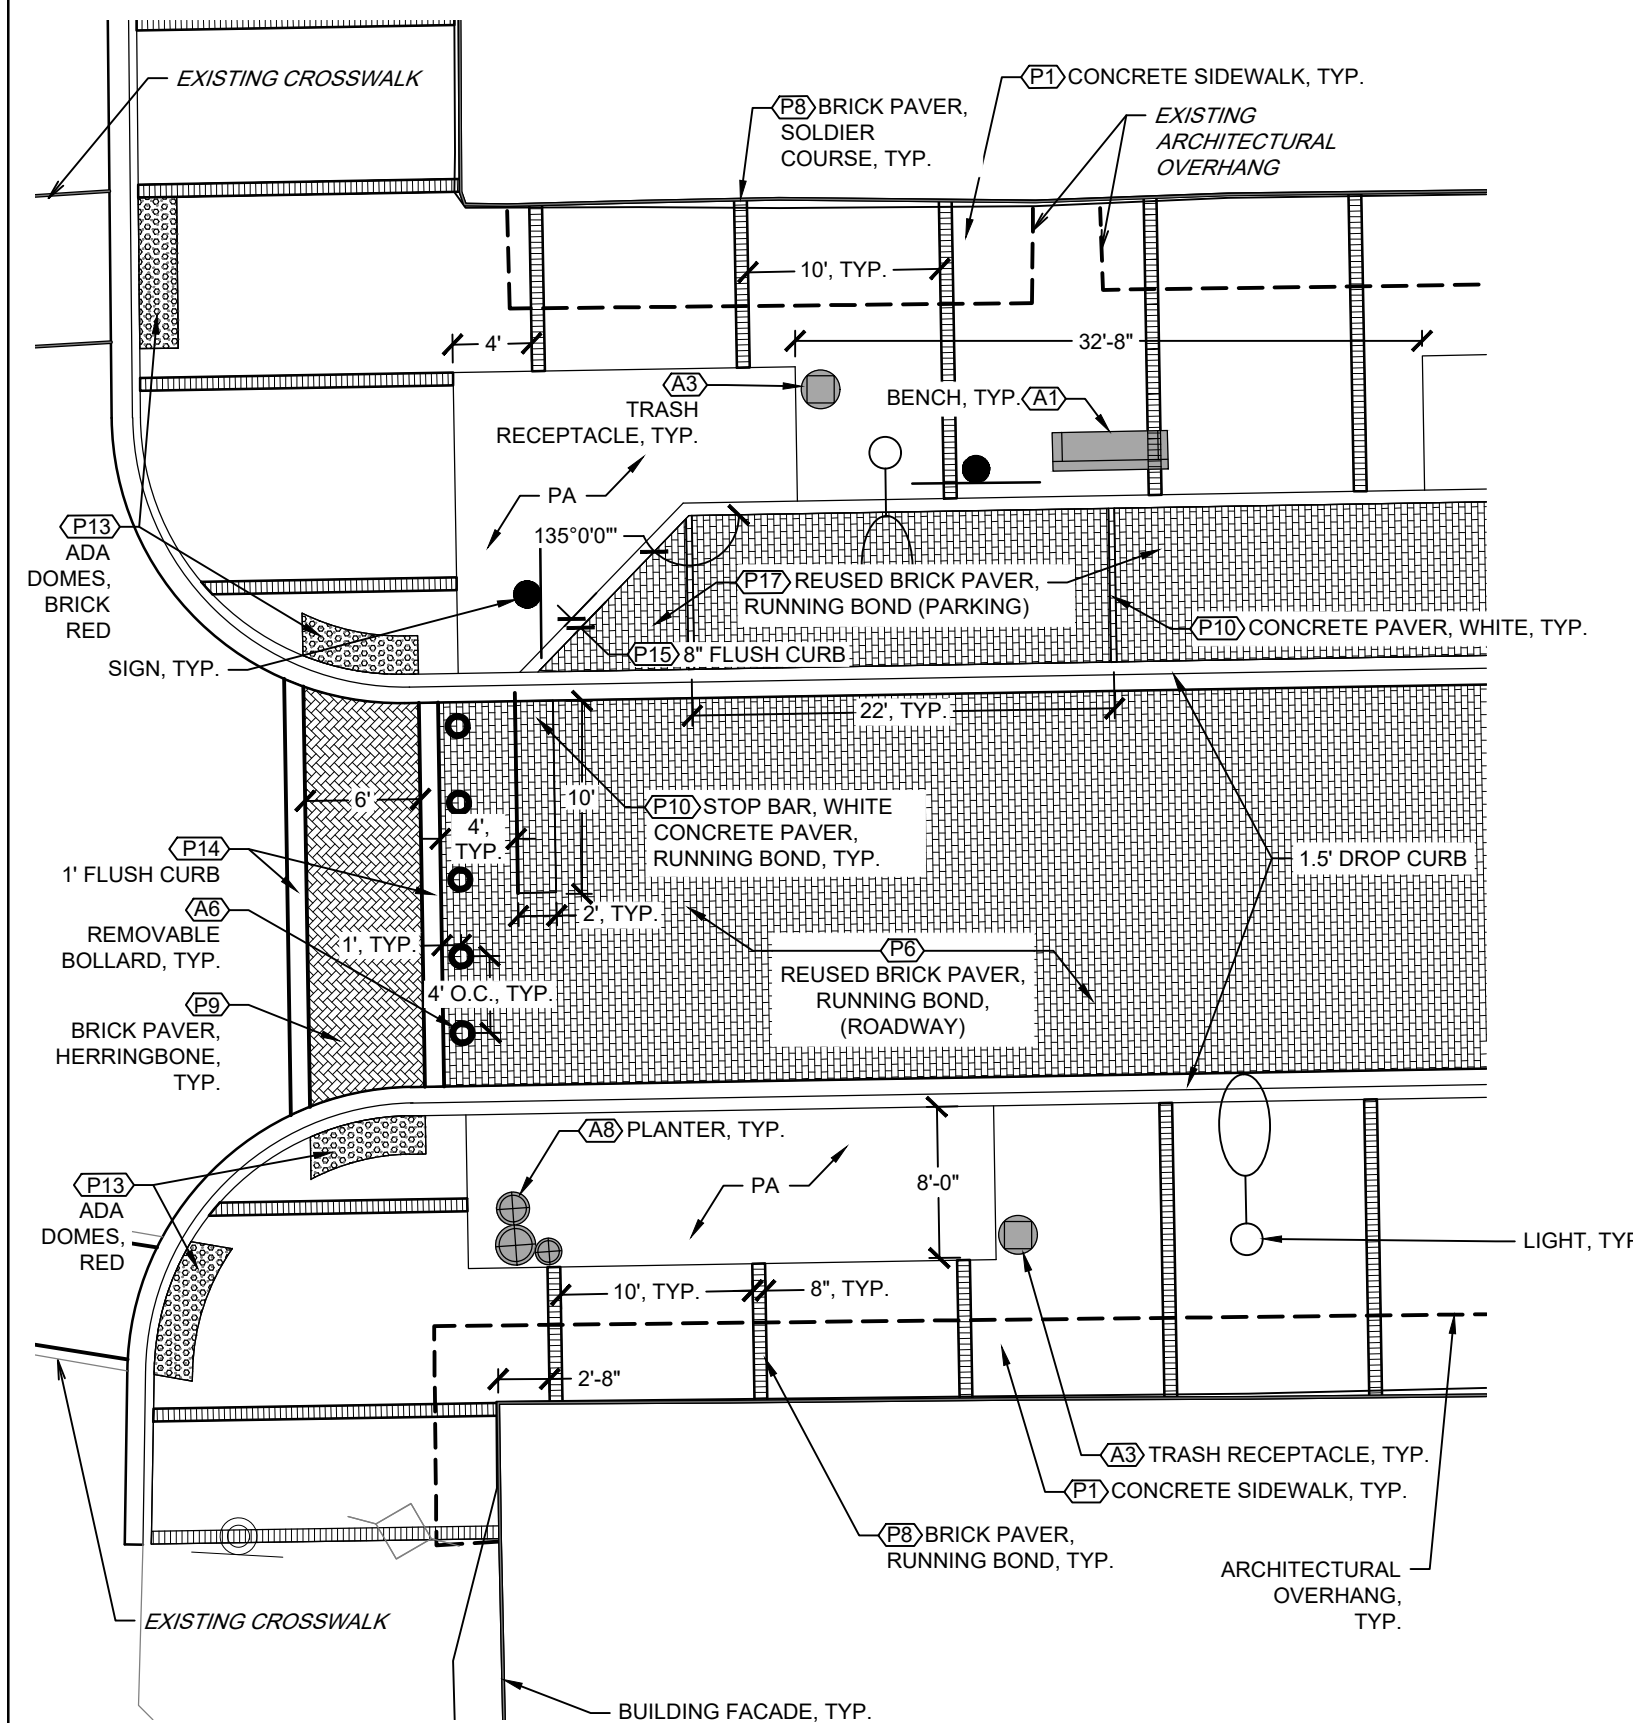 EXISTING CROSSWALK
P1 CONCRETE SIDEWALK, TYP.
P8 BRICK PAVER,
SOLDIER
COURSE, TYP.
EXISTING
ARCHITECTURAL
OVERHANG
10', TYP.
4'
32'-8"
A3
TRASH
RECEPTACLE, TYP.
BENCH, TYP. A1
PA
135°0'0"
P13
ADA
DOMES,
BRICK
RED
P17 REUSED BRICK PAVER,
RUNNING BOND (PARKING)
P10 CONCRETE PAVER, WHITE, TYP.
P15 8" FLUSH CURB
SIGN, TYP.
22', TYP.
6'
10'
4',
TYP.
P10 STOP BAR, WHITE
CONCRETE PAVER,
RUNNING BOND, TYP.
P14
1' FLUSH CURB
1.5' DROP CURB
A6
REMOVABLE
BOLLARD, TYP.
2', TYP.
1', TYP.
P6
REUSED BRICK PAVER,
RUNNING BOND,
(ROADWAY)
4' O.C., TYP.
P9
BRICK PAVER,
HERRINGBONE,
TYP.
A8 PLANTER, TYP.
PA
8'-0"
P13
ADA
DOMES,
RED
LIGHT, TYP
10', TYP.
8", TYP.
2'-8"
A3 TRASH RECEPTACLE, TYP.
P1 CONCRETE SIDEWALK, TYP.
P8 BRICK PAVER,
RUNNING BOND, TYP.
ARCHITECTURAL
OVERHANG,
TYP.
EXISTING CROSSWALK
BUILDING FACADE, TYP.